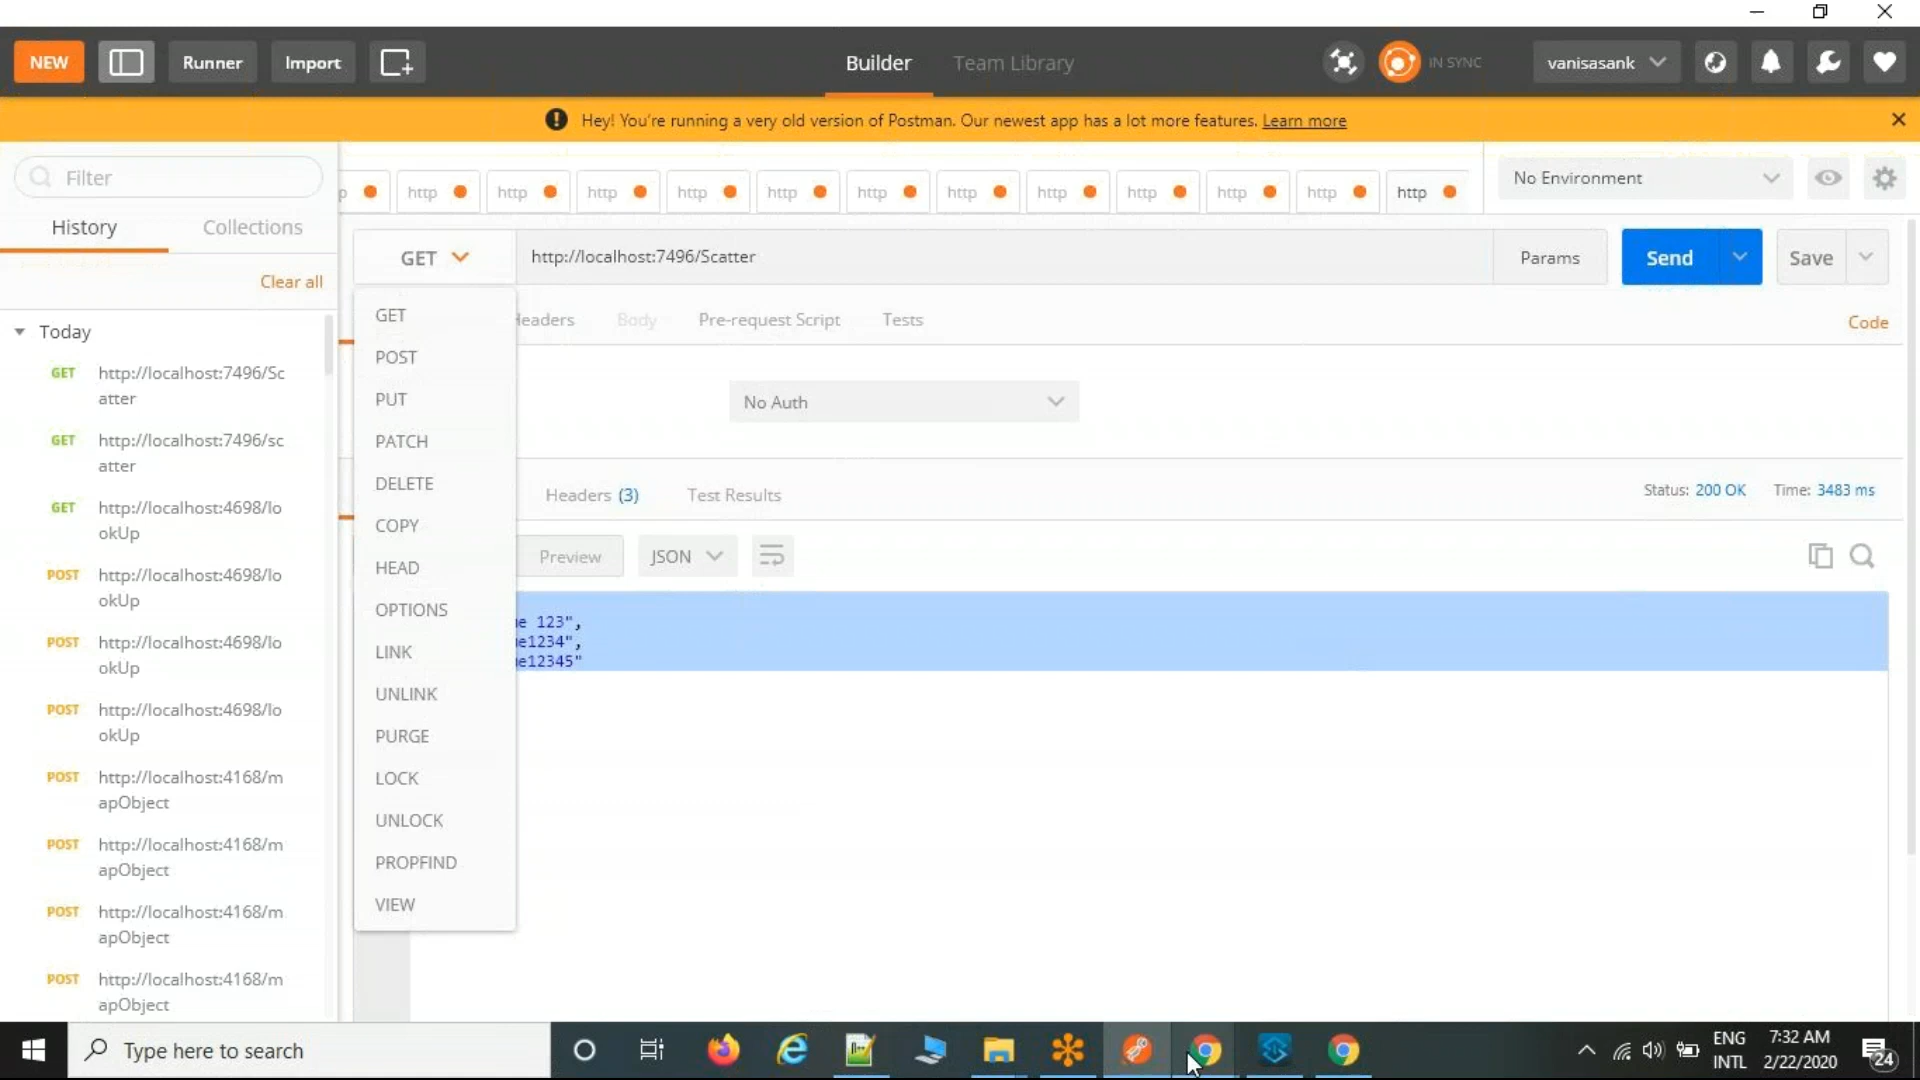 NEW
Runner
Import
Builder
Team Library
IN SYNC
vanisasank
Hey! You're running a very old version of Postman. Our newest app has a lot more features. Learn more
Filter
History
Collections
Clear all
Today
GET http://localhost:7496/Sc
atter
GET http://localhost:7496/sc
atter
GET http://localhost:4698/lo
okUp
POST http://localhost:4698/lo
okUp
POST http://localhost:4698/lo
okUp
POST http://localhost:4698/lo
okUp
POST http://localhost:4168/m
apObject
POST http://localhost:4168/m
apObject
POST http://localhost:4168/m
apObject
POST http://localhost:4168/m
apObject
p http http http http http http http http http http http http
No Environment
GET
http://localhost:7496/Scatter
Params
Send
Save
GET
POST
PUT
PATCH
DELETE
COPY
HEAD
OPTIONS
LINK
UNLINK
PURGE
LOCK
UNLOCK
PROPFIND
VIEW
Headers
Body
Pre-request Script
Tests
Code
No Auth
Headers (3)
Test Results
Status: 200 OK
Time: 3483 ms
Preview
JSON
e 123",
e1234",
e12345"
Type here to search
ENG
INTL
7:32 AM
2/22/2020
24